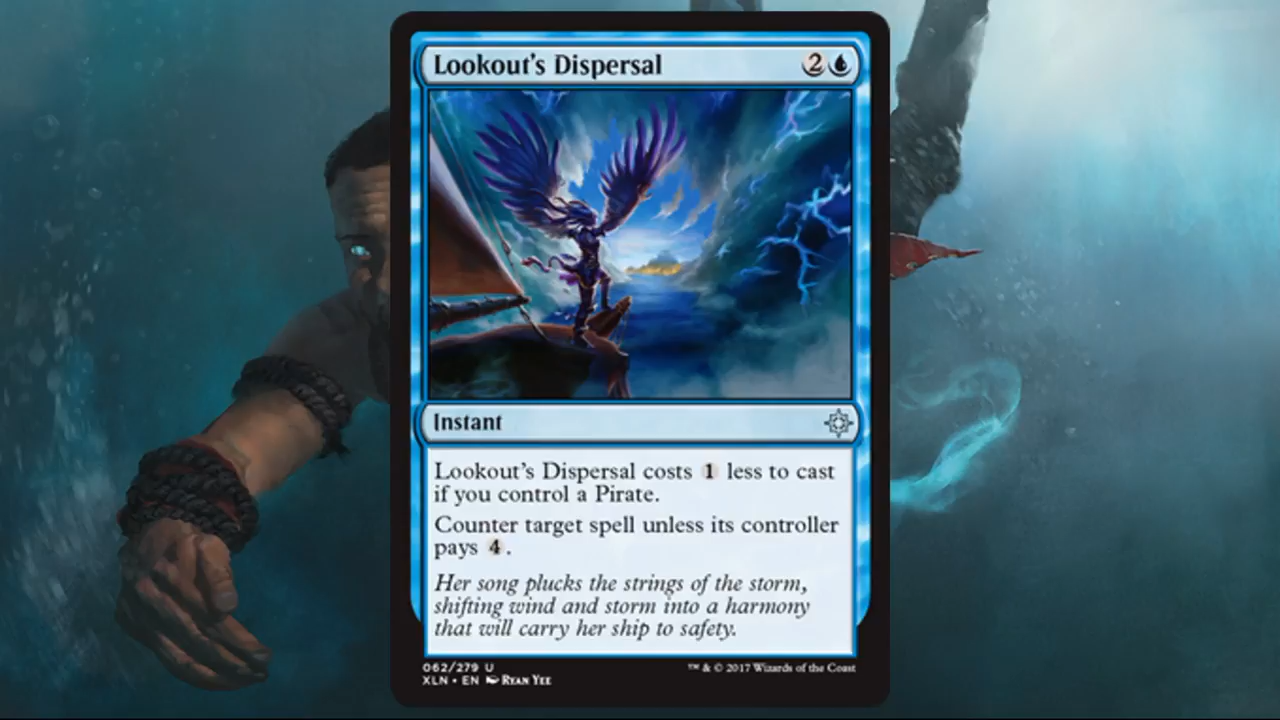 Lookout's Dispersal 2
Instant
Lookout's Dispersal costs 1 less to cast
if you control a Pirate.
Counter target spell unless its controller
pays 4.
Her song plucks the strings of the storm,
shifting wind and storm into a harmony
that will carry her ship to safety.
062/279 U
™ & © 2017 Wizards of the Coast
XLN • EN Ryan Yee